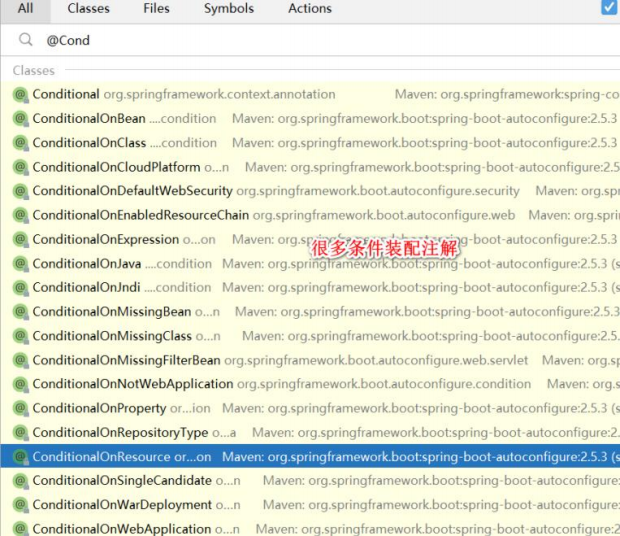 All Classes Files Symbols Actions
@Cond
Classes
Conditional org.springframework.context.annotation Maven: org.springframework:spring-co
ConditionalOnBean ....condition Maven: org.springframework.boot:spring-boot-autoconfigure:2.5.3
ConditionalOnClass ....condition Maven: org.springframework.boot:spring-boot-autoconfigure:2.5.3
ConditionalOnCloudPlatform o...n Maven: org.springframework.boot:spring-boot-autoconfigure:2.5
ConditionalOnDefaultWebSecurity org.springframework.boot.autoconfigure.security Maven: org.spr
ConditionalOnEnabledResourceChain org.springframework.boot.autoconfigure.web Maven: org.sprin
ConditionalOnExpression o...on Maven: org.springframework.boot:spring-boot-autoconfigure:2.5.3
很多条件装配注解
ConditionalOnJava ....condition Maven: org.springframework.boot:spring-boot-autoconfigure:2.5.3 (s
ConditionalOnJndi ....condition Maven: org.springframework.boot:spring-boot-autoconfigure:2.5.3 (s
ConditionalOnMissingBean o...n Maven: org.springframework.boot:spring-boot-autoconfigure:2.5.3
ConditionalOnMissingClass o...n Maven: org.springframework.boot:spring-boot-autoconfigure:2.5.
ConditionalOnMissingFilterBean org.springframework.boot.autoconfigure.web.servlet Maven: org.sp
ConditionalOnNotWebApplication org.springframework.boot.autoconfigure.condition Maven: org.s
ConditionalOnProperty or...ion Maven: org.springframework.boot:spring-boot-autoconfigure:2.5.3 (s
ConditionalOnRepositoryType o...a Maven: org.springframework.boot:spring-boot-autoconfigure:2.5.
ConditionalOnResource or...on Maven: org.springframework.boot:spring-boot-autoconfigure:2.5.3 (s
ConditionalOnSingleCandidate o...n Maven: org.springframework.boot:spring-boot-autoconfigure:
ConditionalOnWarDeployment o...n Maven: org.springframework.boot:spring-boot-autoconfigure:
ConditionalOnWebApplication o...n Maven: org.springframework.boot:spring-boot-autoconfigure:2